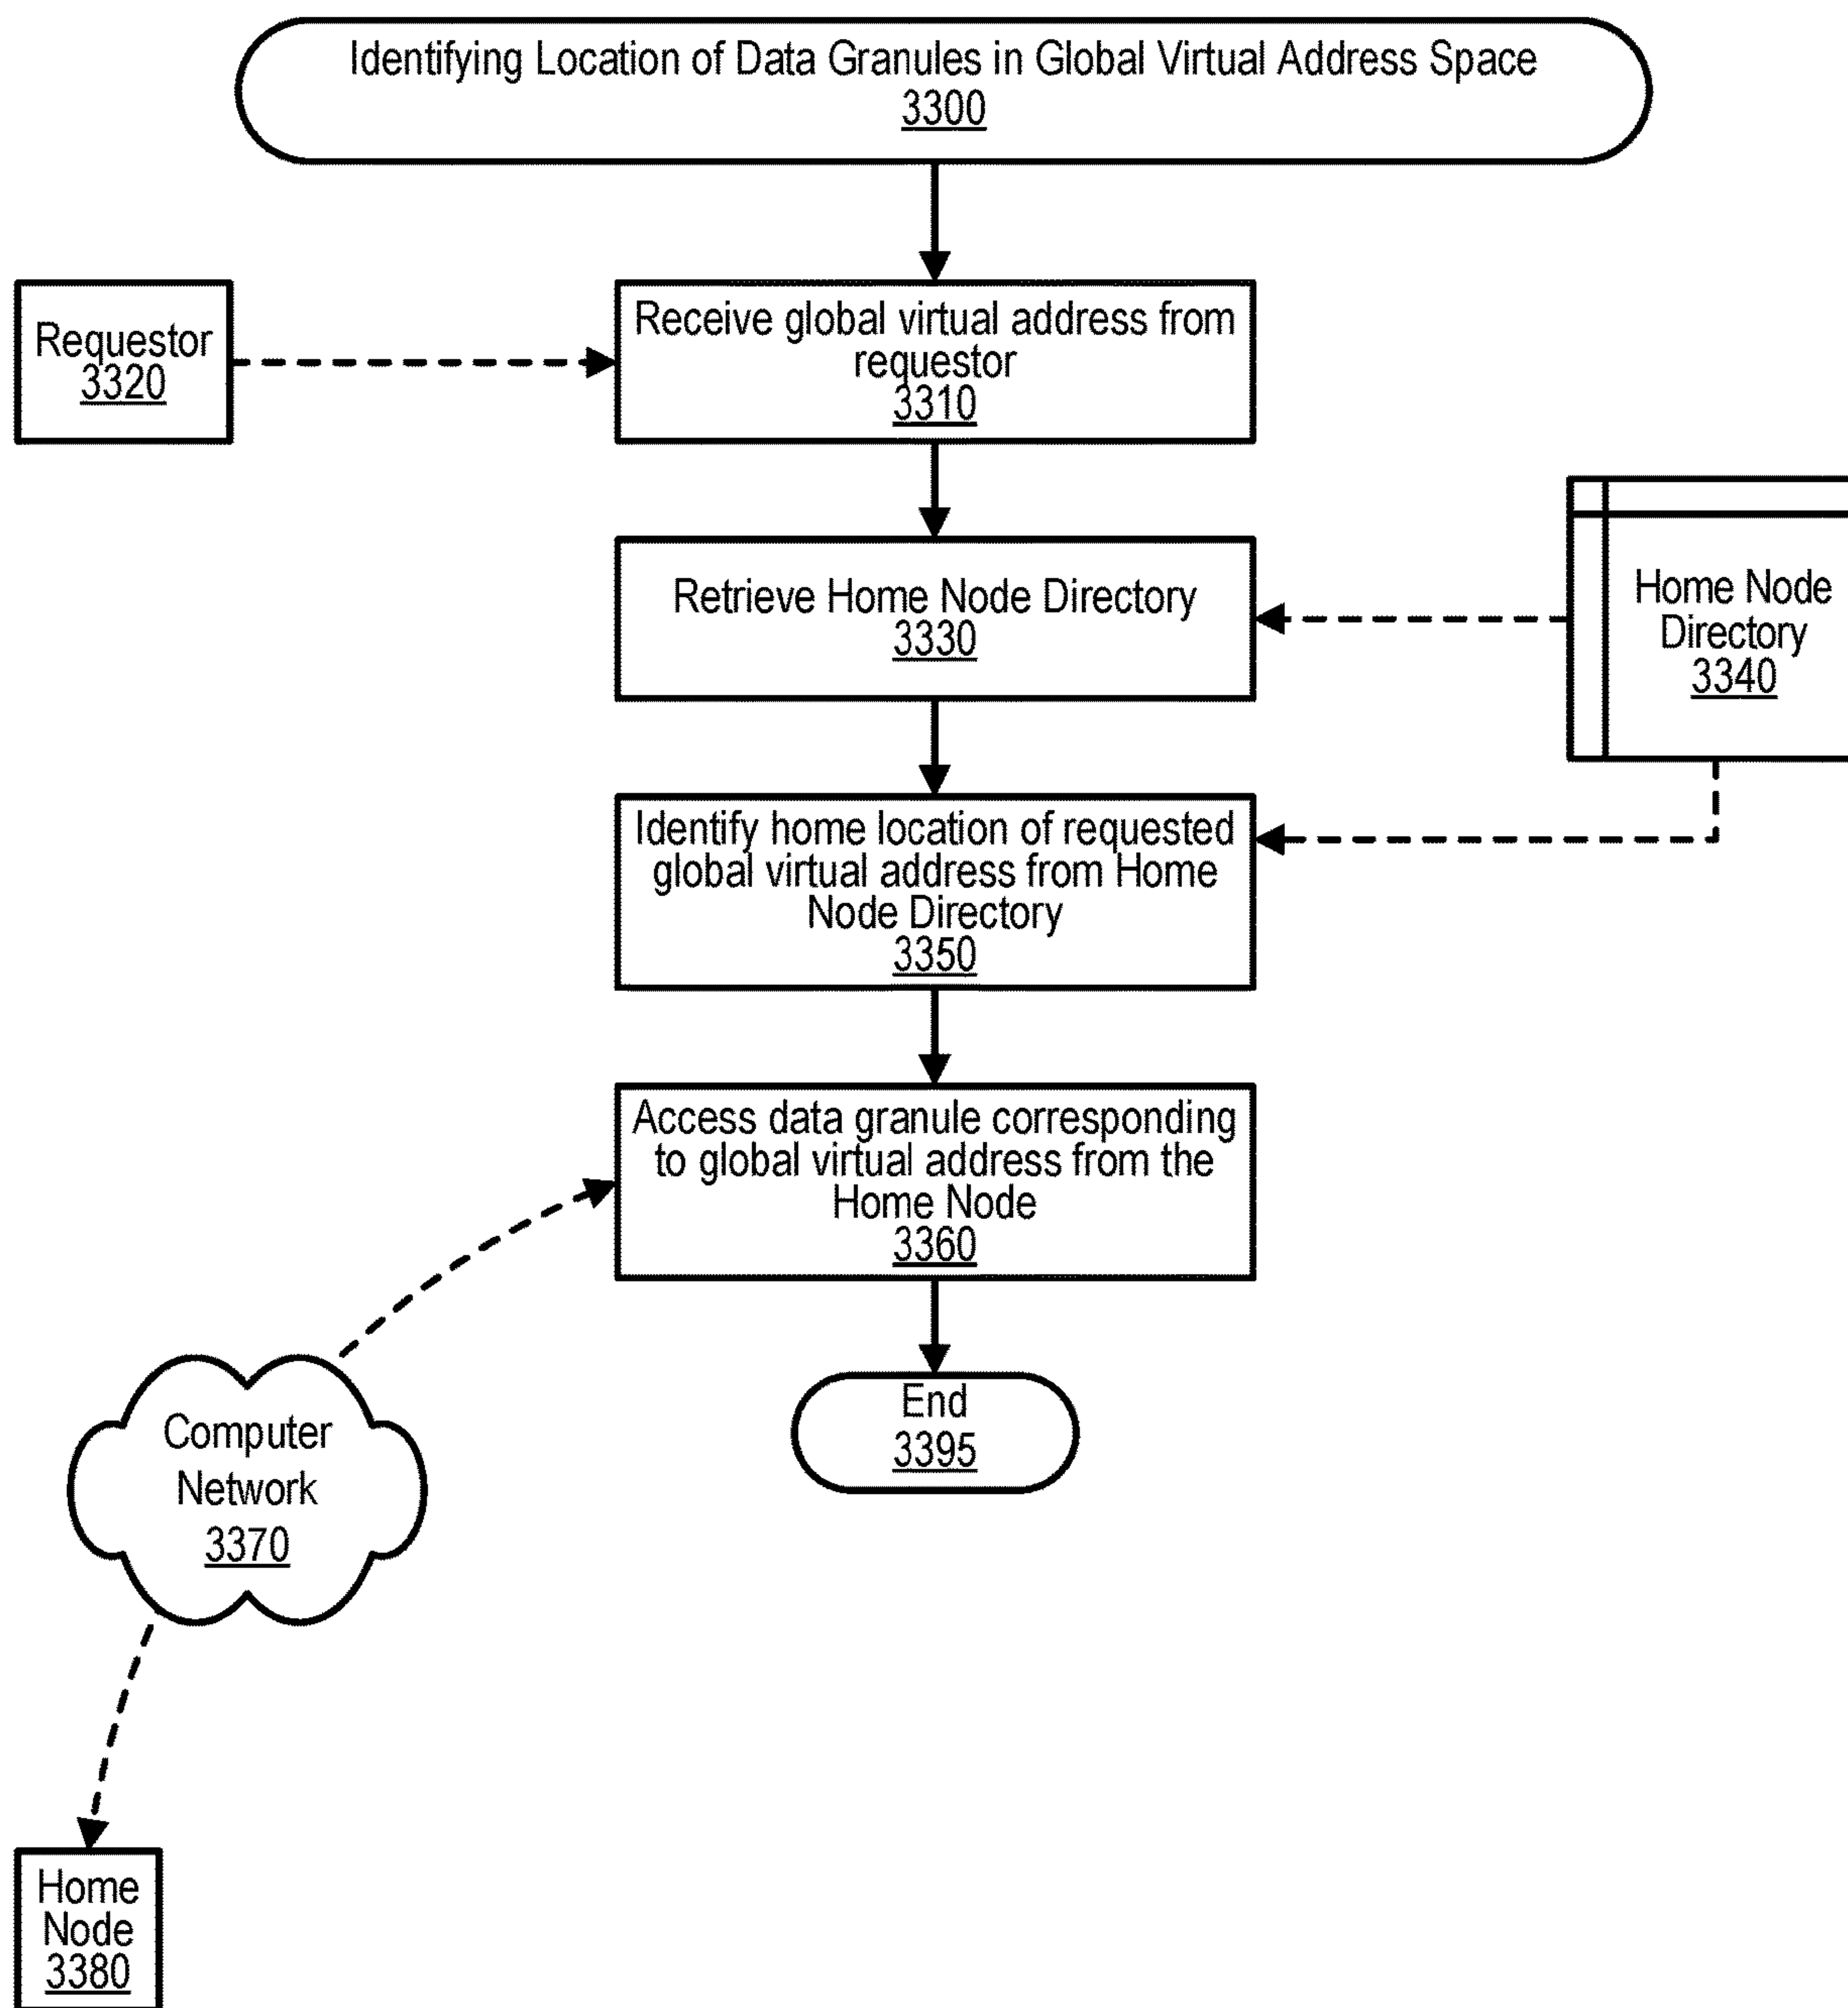 Identifying Location of Data Granules in Global Virtual Address Space
3300
Requestor
3320
Receive global virtual address from
requestor
3310
Retrieve Home Node Directory
3330
Home Node
Directory
3340
Identify home location of requested
global virtual address from Home
Node Directory
3350
Access data granule corresponding
to global virtual address from the
Home Node
3360
End
3395
Computer
Network
3370
Home
Node
3380